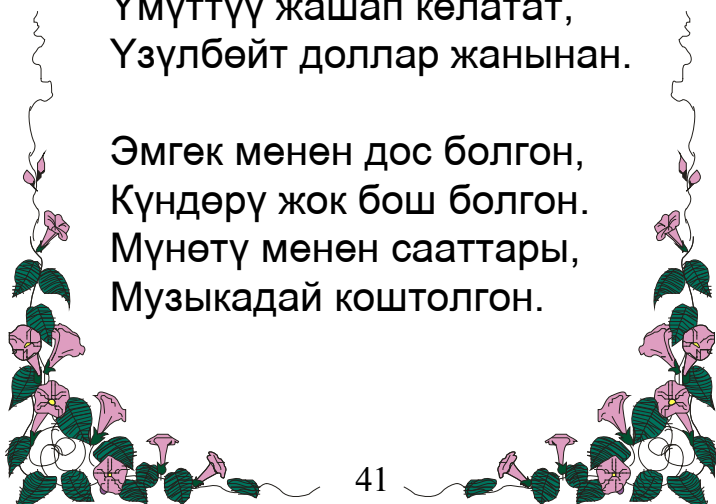 Үмүттүү жашап келатат,
Үзүлбөйт доллар жанынан.
Эмгек менен дос болгон,
Күндөрү жок бош болгон.
Мүнөтү менен сааттары,
Музыкадай коштолгон.
41